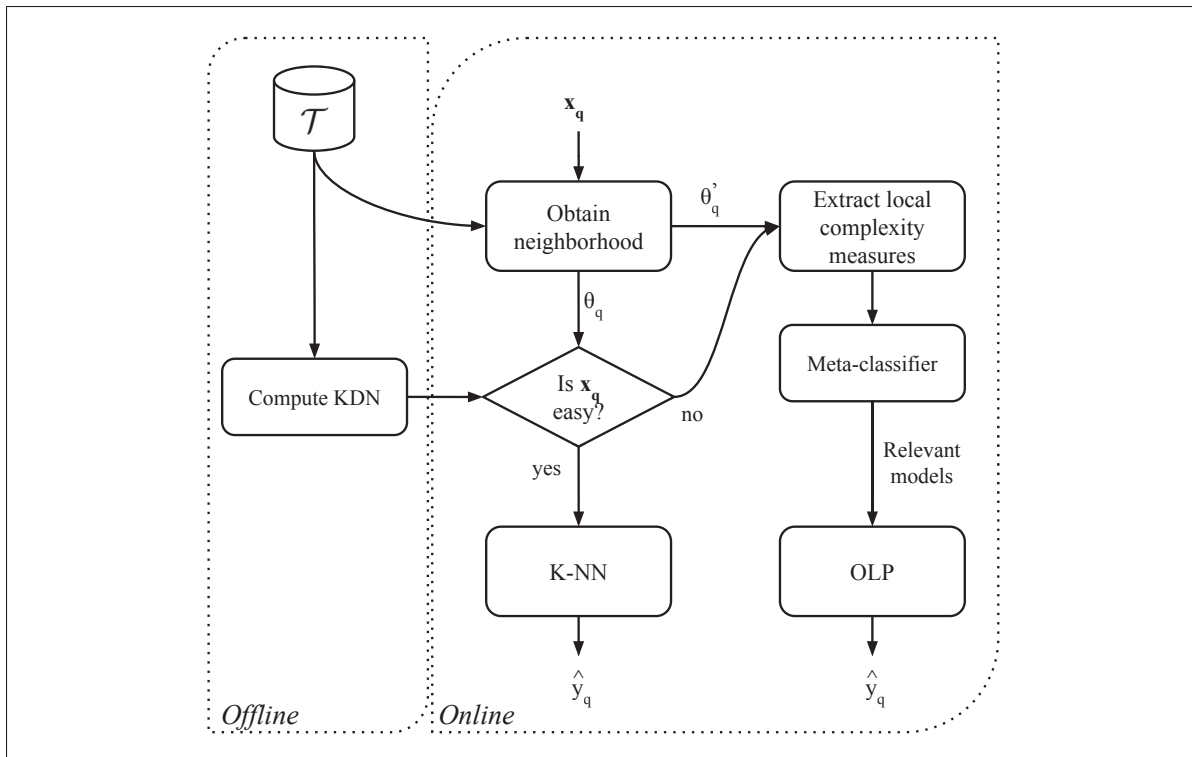 𝒯
x_q
Obtain
neighborhood
θ'_q
Extract local
complexity
measures
θ_q
Compute KDN
Is x_q
easy?
no
Meta-classifier
yes
Relevant
models
K-NN
OLP
ŷ_q
ŷ_q
Offline
Online